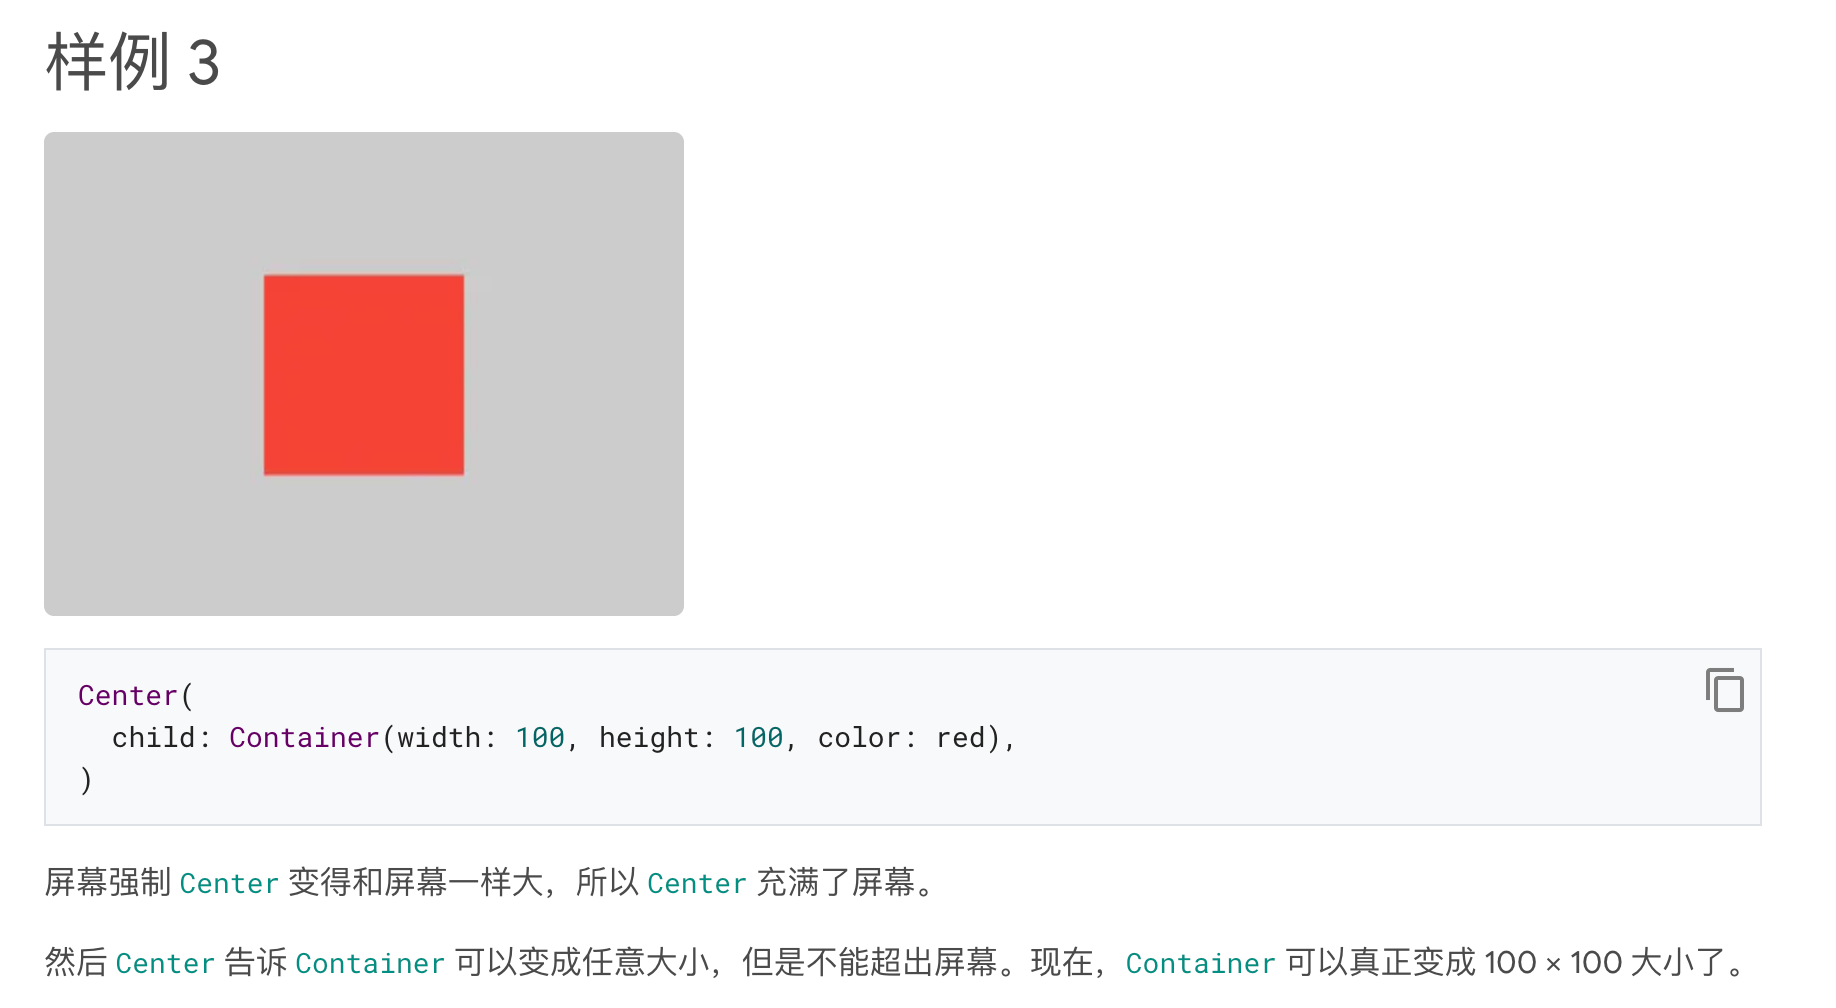 样例 3
Center(
  child: Container(width: 100, height: 100, color: red),
)
屏幕强制 Center 变得和屏幕一样大，所以 Center 充满了屏幕。
然后 Center 告诉 Container 可以变成任意大小，但是不能超出屏幕。现在，Container 可以真正变成 100 × 100 大小了。